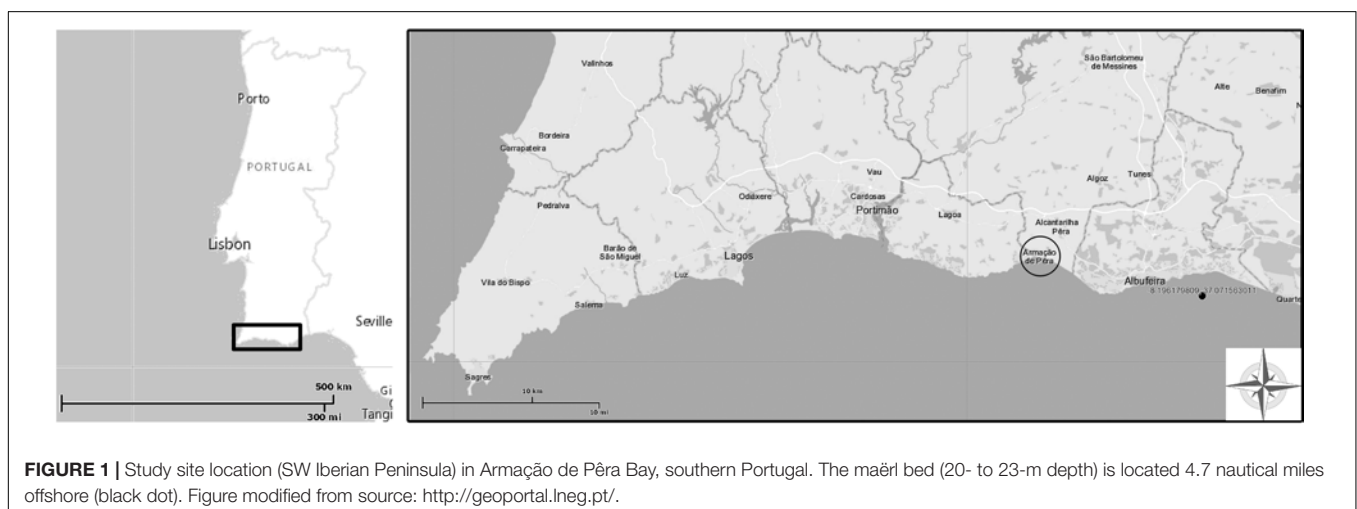 Porto
PORTUGAL
Lisbon
Seville
500 km
300 mi
Gi
Tangi
Valinhos
São Bartolomeu
de Messines
Alte
Benafim
N
Bordeira
Carrapateira
Vau
Algoz
Tunes
Pedralva
Odiáxere
Cardosas
Portimão
Lagoa
Alcantarilha
Pêra
Barão de
São Miguel
Lagos
Armação
de Pêra
Vila do Bispo
Luz
Albufeira
Salema
Quarte
Sagres
10 km
10 mi
FIGURE 1 | Study site location (SW Iberian Peninsula) in Armação de Pêra Bay, southern Portugal. The maërl bed (20- to 23-m depth) is located 4.7 nautical miles
offshore (black dot). Figure modified from source: http://geoportal.lneg.pt/.